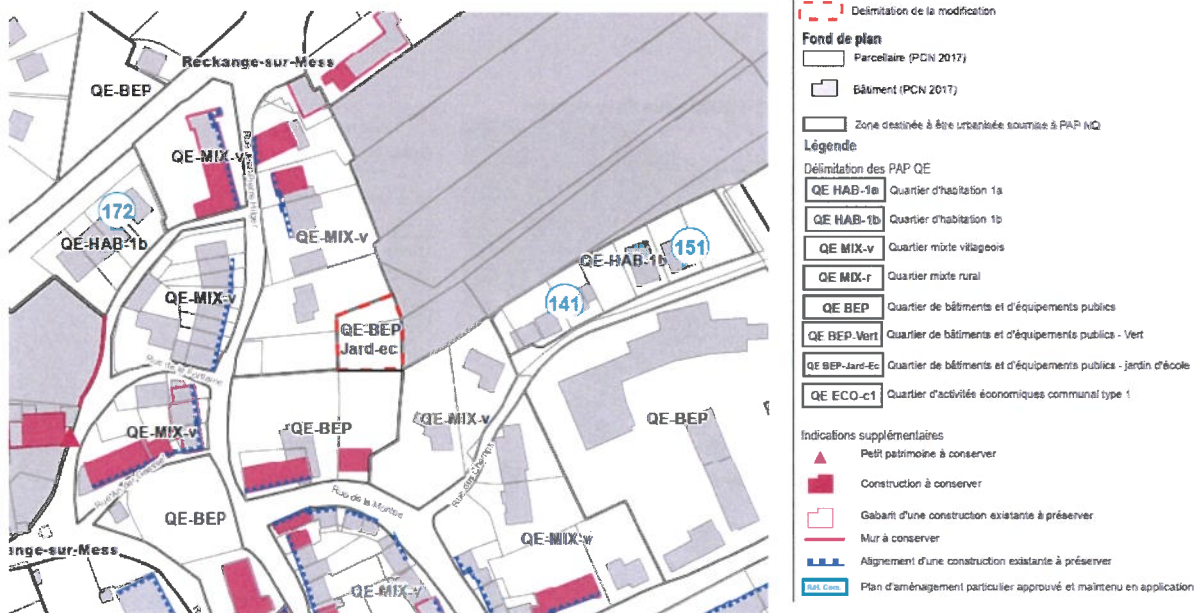 Reckange-sur-Mess
QE-BEP
QE-MIX-v
172
QE-HAB-1b
QE-MIX-v
QE-MIX-v
QE-HAB-1b
151
141
QE-BEP
Jard-ec
Rue de la Fontaine
QE-MIX-v
QE-BEP
QE-MIX-v
QE-BEP
Rue des Champs
Rue de la Montée
QE-BEP
QE-MIX-v
ange-sur-Mess
QE-MIX-v
Délimitation de la modification
Fond de plan
Parcellaire (PCN 2017)
Bâtiment (PCN 2017)
Zone destinée à être urbanisée soumise à PAP NQ
Légende
Délimitation des PAP QE
QE HAB-1a Quartier d'habitation 1a
QE HAB-1b Quartier d'habitation 1b
QE MIX-v Quartier mixte villageois
QE MIX-r Quartier mixte rural
QE BEP Quartier de bâtiments et d'équipements publics
QE BEP-Vert Quartier de bâtiments et d'équipements publics - Vert
QE BEP-Jard-Ec Quartier de bâtiments et d'équipements publics - jardin d'école
QE ECO-c1 Quartier d'activités économiques communal type 1
Indications supplémentaires
Petit patrimoine à conserver
Construction à conserver
Gabarit d'une construction existante à préserver
Mur à conserver
Alignement d'une construction existante à préserver
Plan d'aménagement particulier approuvé et maintenu en application